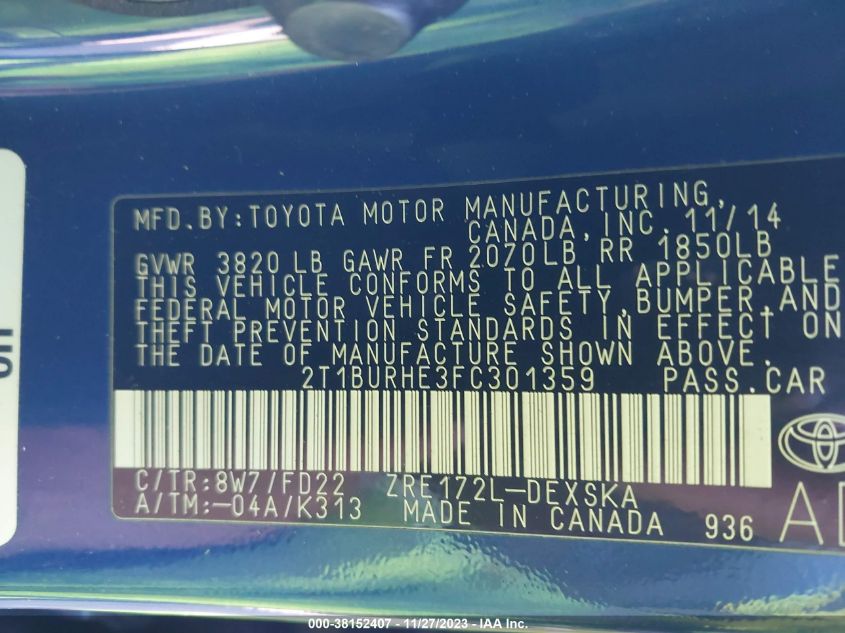 MFD.BY:TOYOTA MOTOR MANUFACTURING,
CANADA, INC. 11/14
GVWR 3820 LB GAWR FR 2070LB RR 1850LB
THIS VEHICLE CONFORMS TO ALL APPLICABLE
FEDERAL MOTOR VEHICLE SAFETY,BUMPER,AND
THEFT PREVENTION STANDARDS IN EFFECT ON
THE DATE OF MANUFACTURE SHOWN ABOVE.
2T1BURHE3FC301359 PASS.CAR
C/TR:8W7/FD22 ZRE172L-DEXSKA
A/TM:-04A/K313 MADE IN CANADA 936
000-38152407 - 11/27/2023 - IAA Inc.